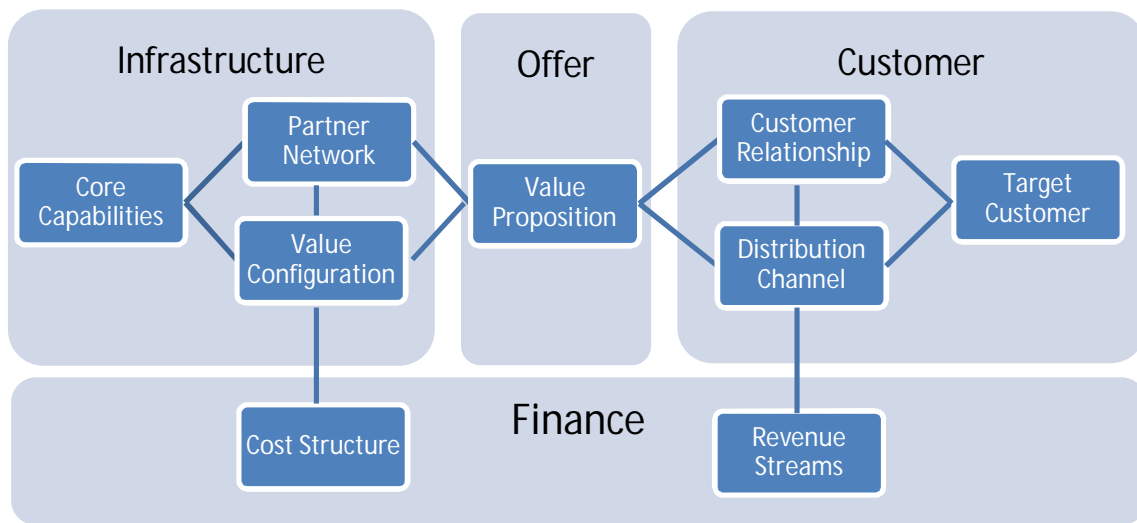 Infrastructure
Offer
Customer
Partner
Network
Customer
Relationship
Core
Capabilities
Value
Proposition
Target
Customer
Value
Configuration
Distribution
Channel
Finance
Cost Structure
Revenue
Streams